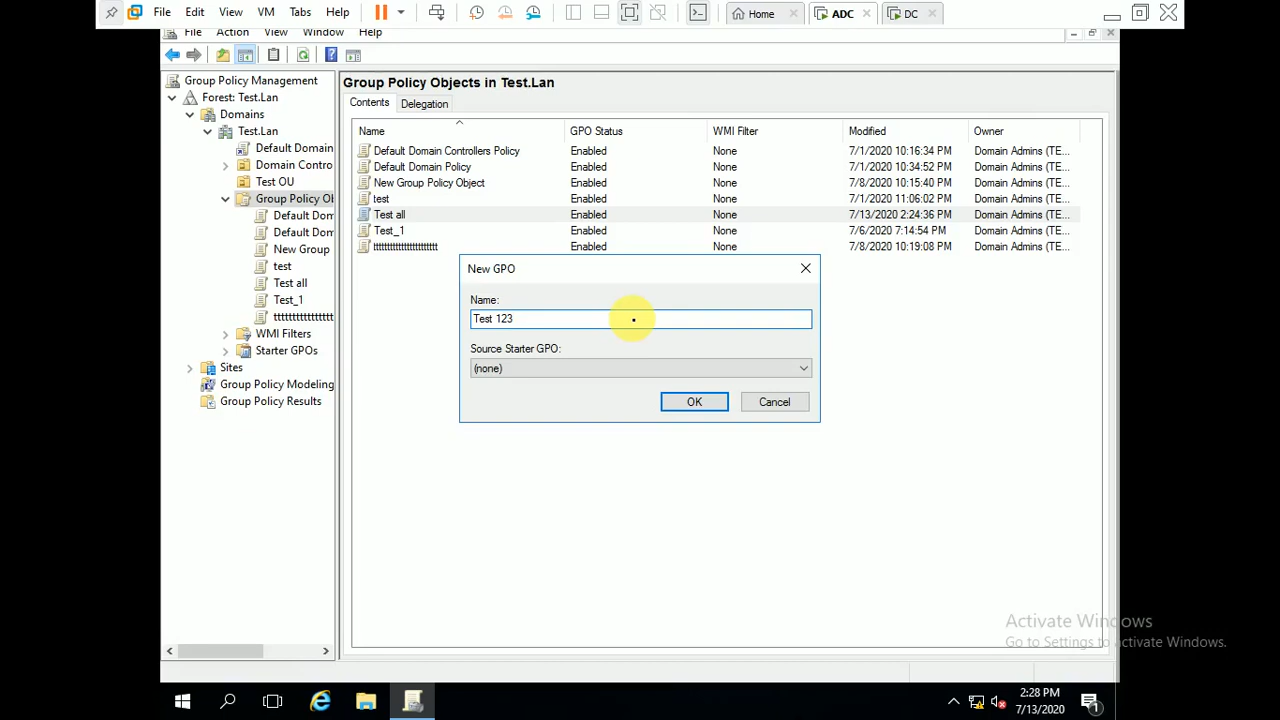 File Edit View VM Tabs Help Home ADC DC
File Action View Window Help
Group Policy Management
Forest: Test.Lan
Domains
Test.Lan
Default Domain
Domain Contro
Test OU
Group Policy Ob
Default Dom
Default Dom
New Group
test
Test all
Test_1
tttttttttttttttttt
WMI Filters
Starter GPOs
Sites
Group Policy Modeling
Group Policy Results
Group Policy Objects in Test.Lan
Contents Delegation
Name GPO Status WMI Filter Modified Owner
Default Domain Controllers Policy Enabled None 7/1/2020 10:16:34 PM Domain Admins (TE...
Default Domain Policy Enabled None 7/1/2020 10:34:52 PM Domain Admins (TE...
New Group Policy Object Enabled None 7/8/2020 10:15:40 PM Domain Admins (TE...
test Enabled None 7/1/2020 11:06:02 PM Domain Admins (TE...
Test all Enabled None 7/13/2020 2:24:36 PM Domain Admins (TE...
Test_1 Enabled None 7/6/2020 7:14:54 PM Domain Admins (TE...
Enabled None 7/8/2020 10:19:08 PM Domain Admins (TE...
New GPO
Name:
Test 123
Source Starter GPO:
(none)
OK Cancel
Activate Windows
Go to Settings to activate Windows.
2:28 PM
7/13/2020
1